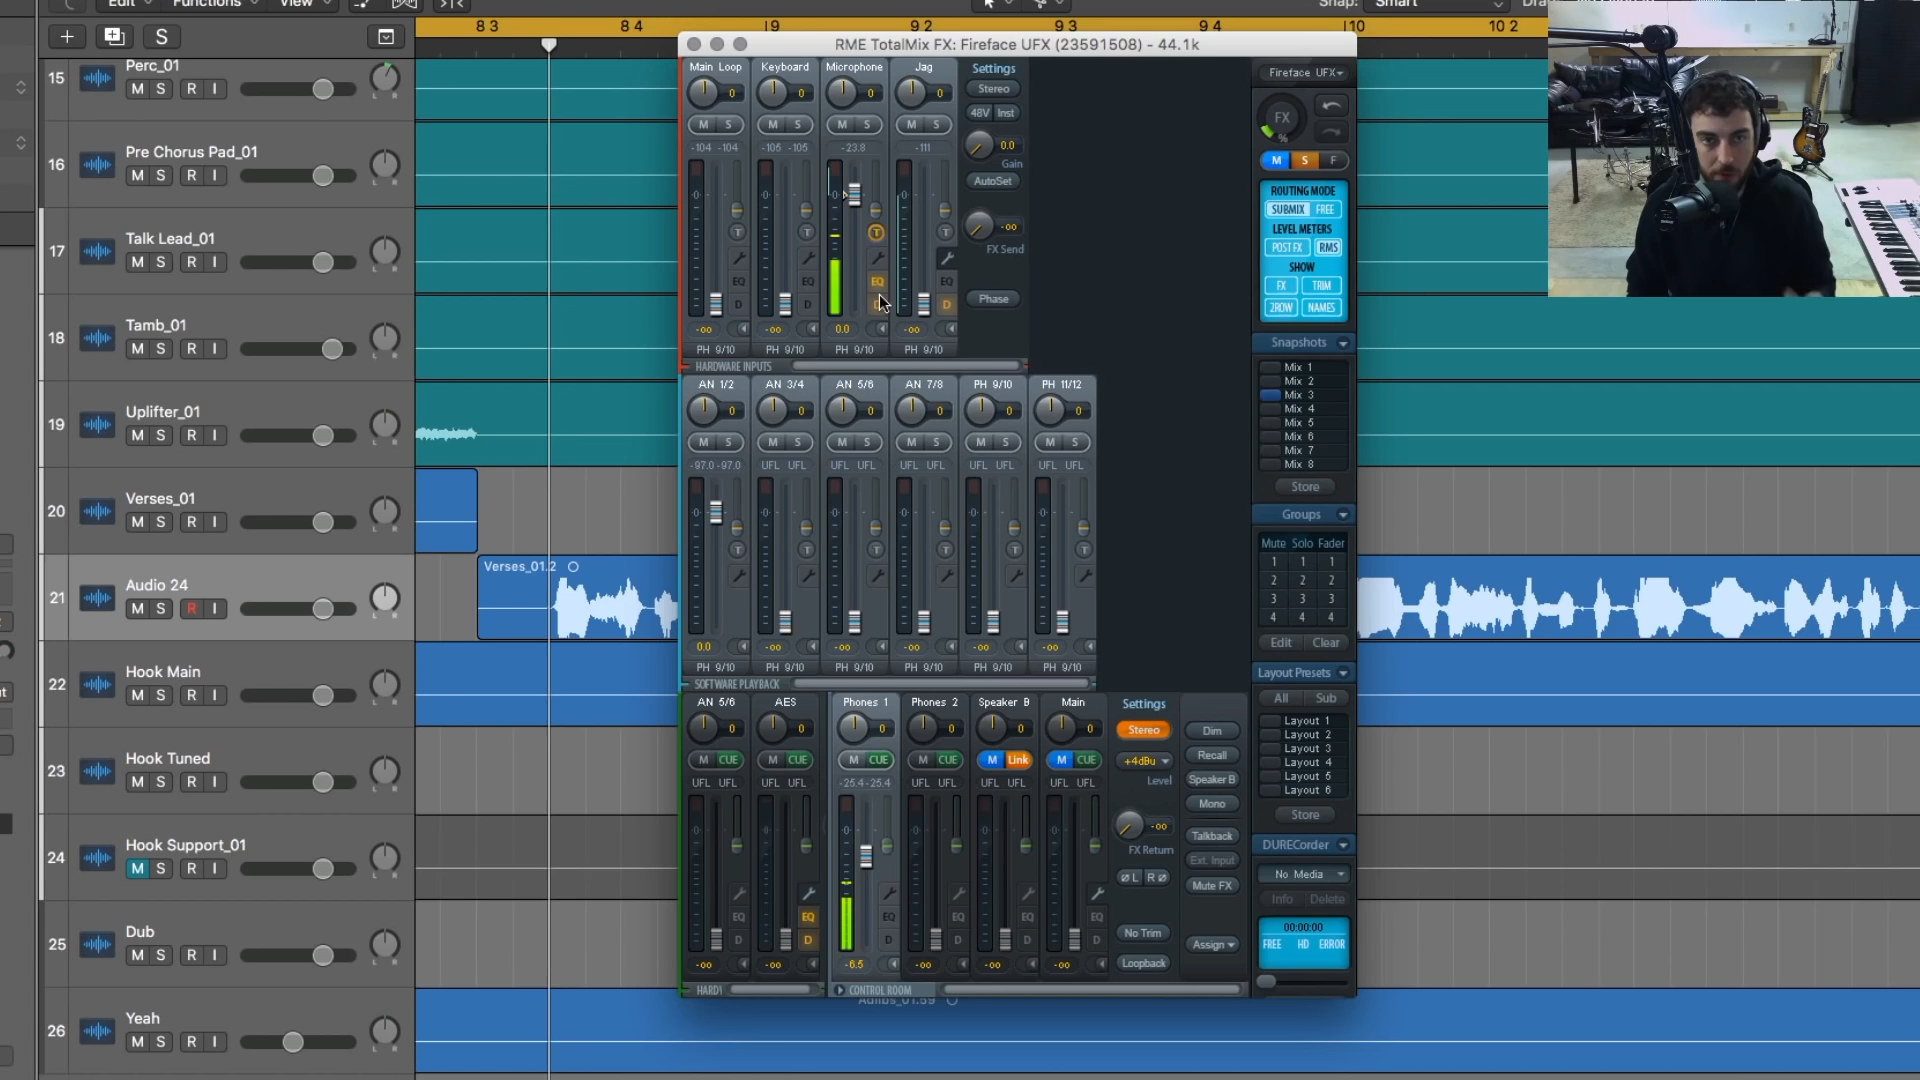 Edit
Functions
View
Snap:
Smart
8 3
8 4
9
9 2
9 3
9 4
10
10 2
S
RME TotalMix FX: Fireface UFX (23591508) - 44.1k
15
Perc_01
M S R I
16
Pre Chorus Pad_01
M S R I
17
Talk Lead_01
M S R I
18
Tamb_01
M S R I
19
Uplifter_01
M S R I
20
Verses_01
M S R I
21
Audio 24
M S R I
Verses_01.2
22
Hook Main
M S R I
23
Hook Tuned
M S R I
24
Hook Support_01
M S R I
25
Dub
M S R I
26
Yeah
M S R I
Main Loop Keyboard Microphone Jag
0 0 0 0
M S M S M S M S
-104 -104 -105 -105 -23.8 -111
T T T T
EQ EQ EQ EQ
D D D
-oo -oo 0.0 -oo
PH 9/10 PH 9/10 PH 9/10 PH 9/10
HARDWARE INPUTS
Settings
Stereo
48V Inst
0.0
Gain
AutoSet
-oo
FX Send
Phase
AN 1/2 AN 3/4 AN 5/6 AN 7/8 PH 9/10 PH 11/12
0 0 0 0 0 0
M S M S M S M S M S M S
-97.0 -97.0 UFL UFL UFL UFL UFL UFL UFL UFL UFL UFL
T T T T T T
0.0 -oo -oo -oo -oo -oo
PH 9/10 PH 9/10 PH 9/10 PH 9/10 PH 9/10 PH 9/10
SOFTWARE PLAYBACK
AN 5/6 AES Phones 1 Phones 2 Speaker B Main
0 0 0 0 0 0
M CUE M CUE M CUE M CUE M Link M CUE
UFL UFL UFL UFL -25.4 -25.4 UFL UFL UFL UFL UFL UFL
EQ EQ EQ EQ EQ EQ
D D D D D D
-oo -oo -6.5 -oo -oo -oo
CONTROL ROOM
Settings
Stereo
+4dBu
Level
-oo
FX Return
Ø L R Ø
No Trim
Loopback
Dim
Recall
Speaker B
Mono
Talkback
Ext. Input
Mute FX
Assign
Fireface UFX
FX
%
M S F
ROUTING MODE
SUBMIX FREE
LEVEL METERS
POST FX RMS
SHOW
FX TRIM
2ROW NAMES
Snapshots
Mix 1
Mix 2
Mix 3
Mix 4
Mix 5
Mix 6
Mix 7
Mix 8
Store
Groups
Mute Solo Fader
1 1 1
2 2 2
3 3 3
4 4 4
Edit Clear
Layout Presets
All Sub
Layout 1
Layout 2
Layout 3
Layout 4
Layout 5
Layout 6
Store
DURECorder
No Media
Info Delete
00:00:00
FREE HD ERROR
Adlibs_01.59